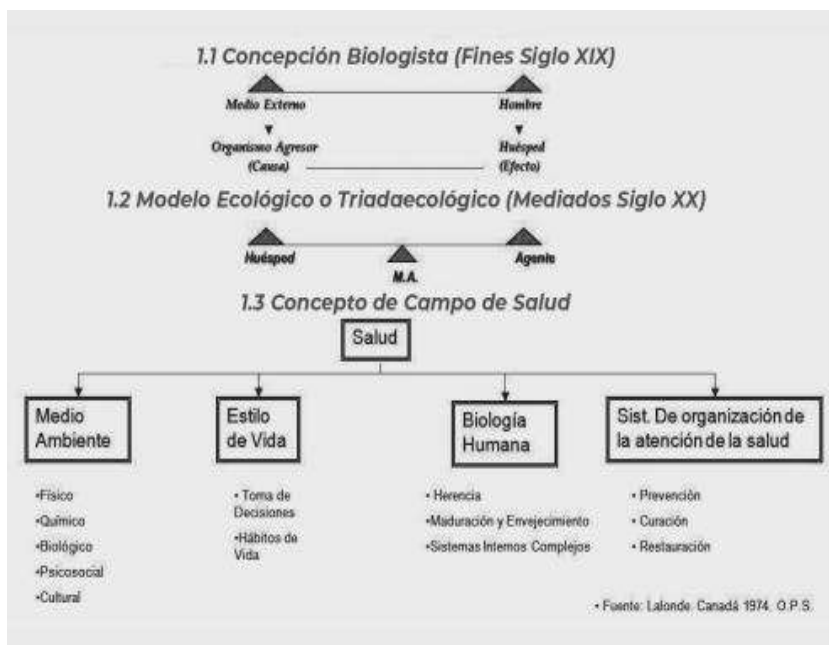 1.1 Concepción Biologista (Fines Siglo XIX)
Medio Externo
Hombre
Organismo Agresor
(Causa)
Huésped
(Efecto)
1.2 Modelo Ecológico o Triadaecológico (Mediados Siglo XX)
Huésped
M.A.
Agente
1.3 Concepto de Campo de Salud
Salud
Medio
Ambiente
•Físico
•Químico
•Biológico
•Psicosocial
•Cultural
Estilo
de Vida
• Toma de
Decisiones
•Hábitos de
Vida
Biología
Humana
• Herencia
•Maduración y Envejecimiento
•Sistemas Internos Complejos
Sist. De organización de
la atención de la salud
• Prevención
• Curación
• Restauración
• Fuente: Lalonde. Canadá 1974. O.P.S.